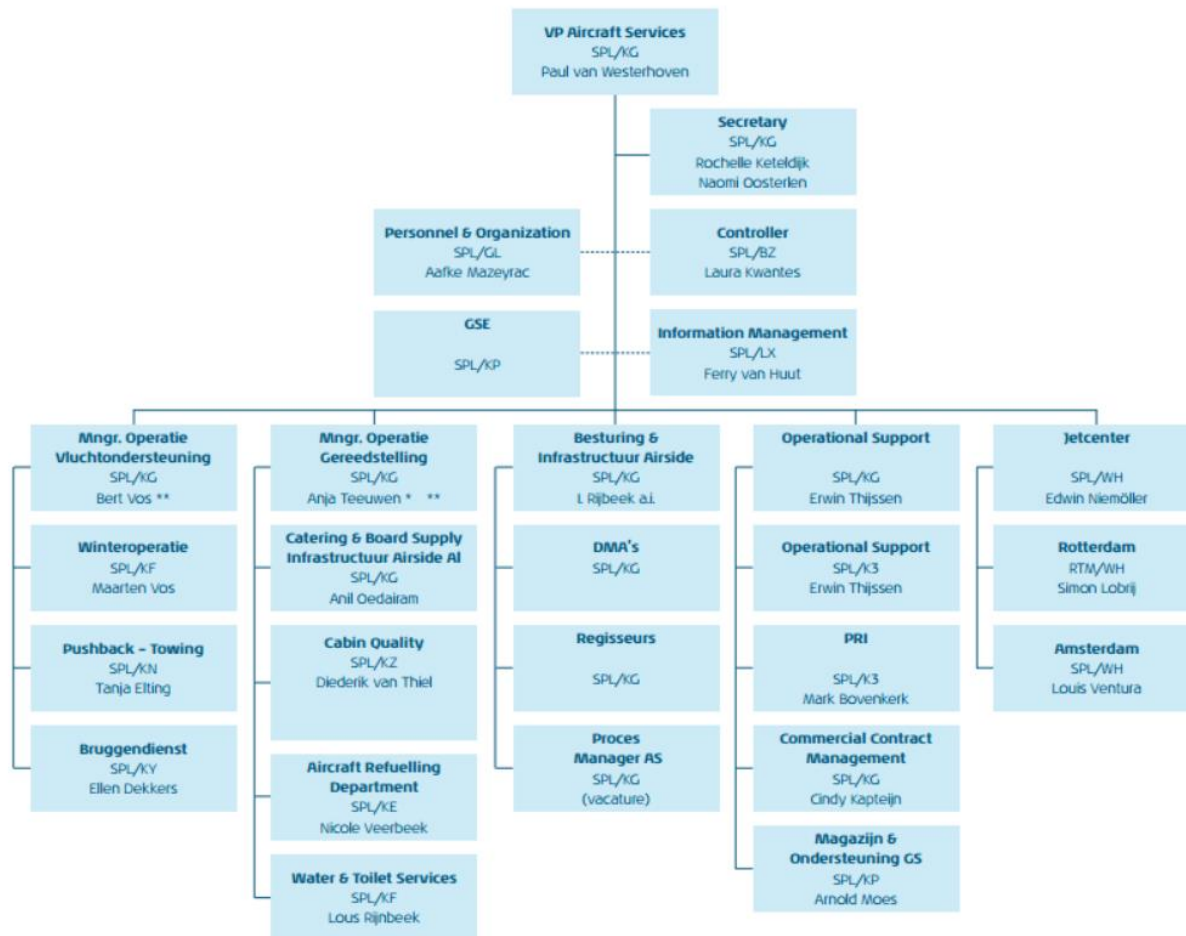 VP Aircraft Services
SPL/KG
Paul van Westerhoven
Secretary
SPL/KG
Rochelle Keteldijk
Naomi Oosterlen
Personnel & Organization
SPL/GL
Aafke Mazeyrac
Controller
SPL/BZ
Laura Kwantes
GSE
SPL/KP
Information Management
SPL/LX
Ferry van Huut
Mngr. Operatie
Vluchtondersteuning
SPL/KG
Bert Vos **
Winteroperatie
SPL/KF
Maarten Vos
Pushback - Towing
SPL/KN
Tanja Elting
Bruggendienst
SPL/KY
Ellen Dekkers
Mngr. Operatie
Gereedstelling
SPL/KG
Anja Teeuwen * **
Catering & Board Supply
Infrastructuur Airside Al
SPL/KG
Anil Oedairam
Cabin Quality
SPL/KZ
Diederik van Thiel
Aircraft Refuelling
Department
SPL/KE
Nicole Veerbeek
Water & Toilet Services
SPL/KF
Lous Rijnbeek
Besturing &
Infrastructuur Airside
SPL/KG
I. Rijbeek a.i.
DMA's
SPL/KG
Regisseurs
SPL/KG
Proces
Manager AS
SPL/KG
(vacature)
Operational Support
SPL/KG
Erwin Thijssen
Operational Support
SPL/K3
Erwin Thijssen
PRI
SPL/K3
Mark Bovenkerk
Commercial Contract
Management
SPL/KG
Cindy Kapteijn
Magazijn &
Ondersteuning GS
SPL/KP
Arnold Moes
Jetcenter
SPL/WH
Edwin Niemöller
Rotterdam
RTM/WH
Simon Lobrij
Amsterdam
SPL/WH
Louis Ventura